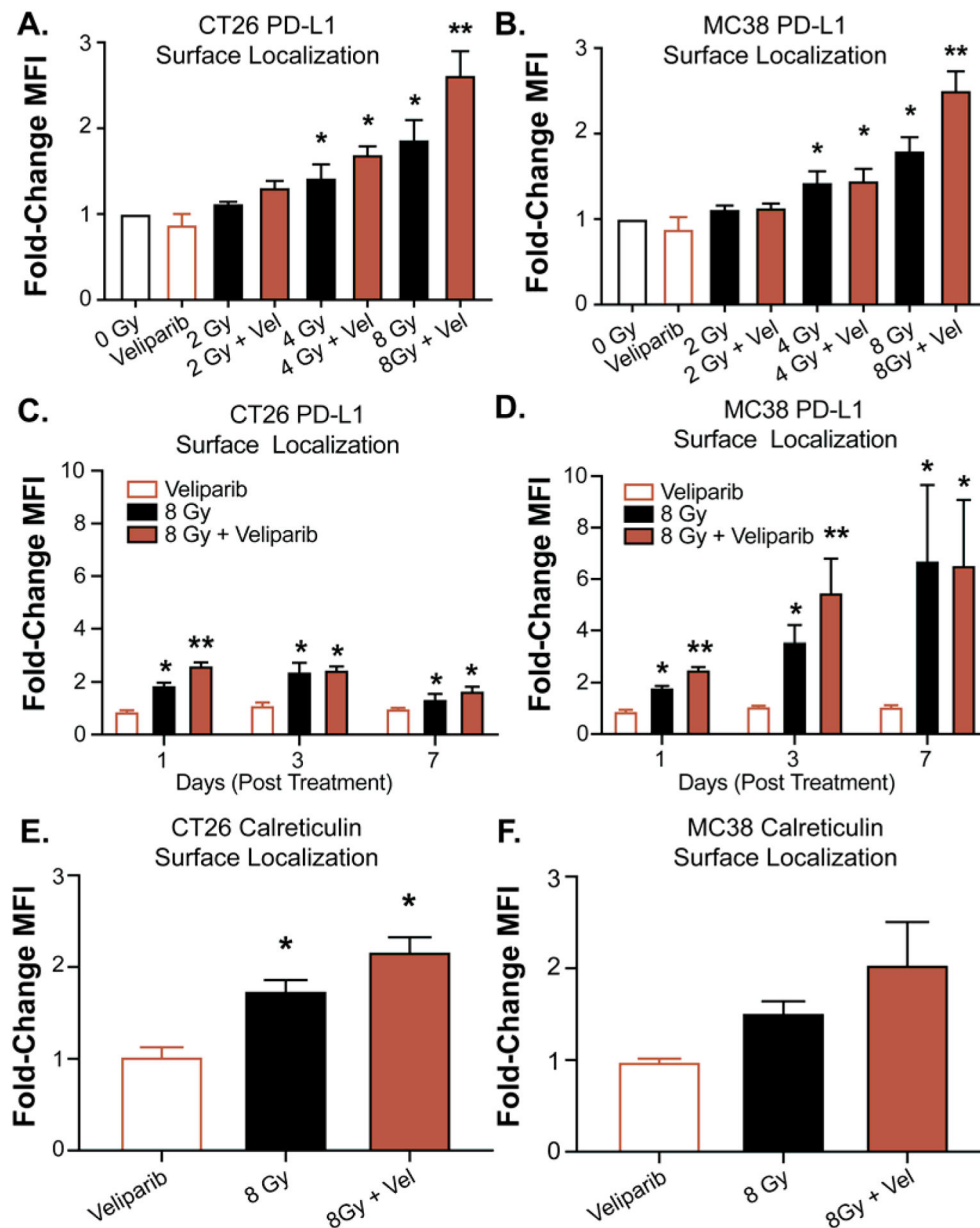 A.
CT26 PD-L1
Surface Localization
Fold-Change MFI
3
2
1
0
*
*
*
**
0 Gy
Veliparib
2 Gy
2 Gy + Vel
4 Gy
4 Gy + Vel
8 Gy
8Gy + Vel
B.
MC38 PD-L1
Surface Localization
Fold-Change MFI
3
2
1
0
*
*
*
**
0 Gy
Veliparib
2 Gy
2 Gy + Vel
4 Gy
4 Gy + Vel
8 Gy
8Gy + Vel
C.
CT26 PD-L1
Surface Localization
Fold-Change MFI
10
8
6
4
2
0
Veliparib
8 Gy
8 Gy + Veliparib
*
**
*
*
*
*
1
3
7
Days (Post Treatment)
D.
MC38 PD-L1
Surface Localization
Fold-Change MFI
10
8
6
4
2
0
Veliparib
8 Gy
8 Gy + Veliparib
*
**
*
**
*
*
1
3
7
Days (Post Treatment)
E.
CT26 Calreticulin
Surface Localization
Fold-Change MFI
3
2
1
0
*
*
Veliparib
8 Gy
8Gy + Vel
F.
MC38 Calreticulin
Surface Localization
Fold-Change MFI
3
2
1
0
Veliparib
8 Gy
8Gy + Vel